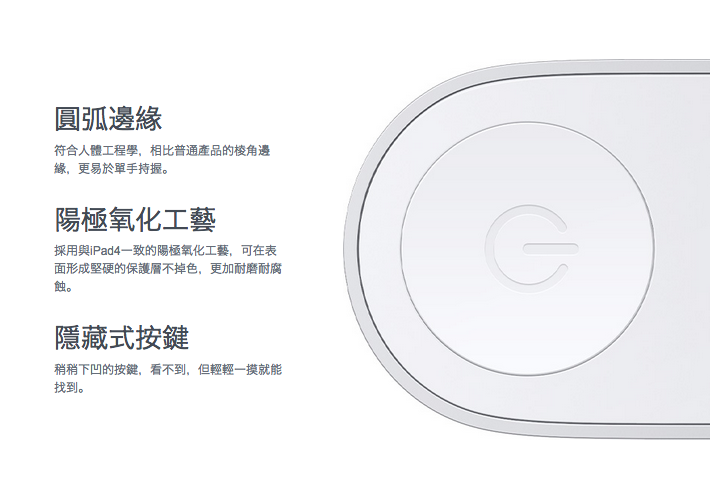 圓弧邊緣
符合人體工程學，相比普通產品的棱角邊
緣，更易於單手持握。
陽極氧化工藝
採用與iPad4一致的陽極氧化工藝，可在表
面形成堅硬的保護層不掉色，更加耐磨耐腐
蝕。
隱藏式按鍵
稍稍下凹的按鍵，看不到，但輕輕一摸就能
找到。